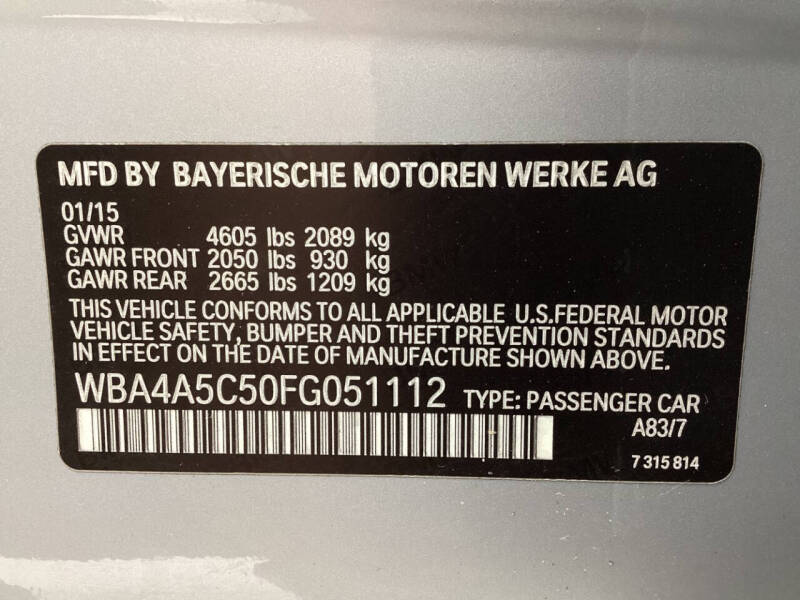 MFD BY BAYERISCHE MOTOREN WERKE AG
01/15
GVWR 4605 lbs 2089 kg
GAWR FRONT 2050 lbs 930 kg
GAWR REAR 2665 lbs 1209 kg
THIS VEHICLE CONFORMS TO ALL APPLICABLE U.S.FEDERAL MOTOR
VEHICLE SAFETY, BUMPER AND THEFT PREVENTION STANDARDS
IN EFFECT ON THE DATE OF MANUFACTURE SHOWN ABOVE.
WBA4A5C50FG051112 TYPE: PASSENGER CAR
A83/7
7 315 814